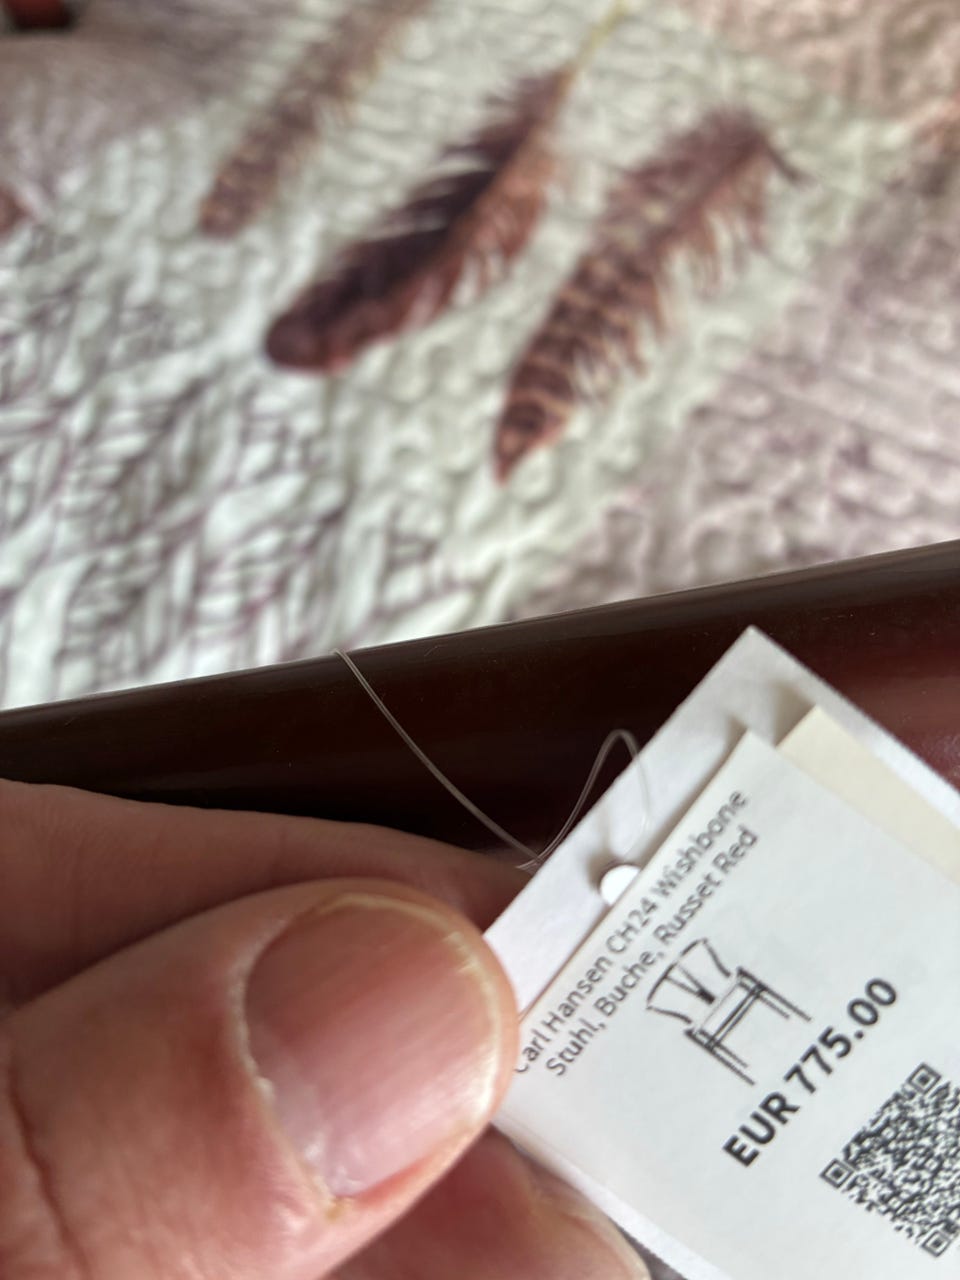 Carl Hansen CH24 Wishbone
Stuhl, Buche, Russet Red
EUR 775.00